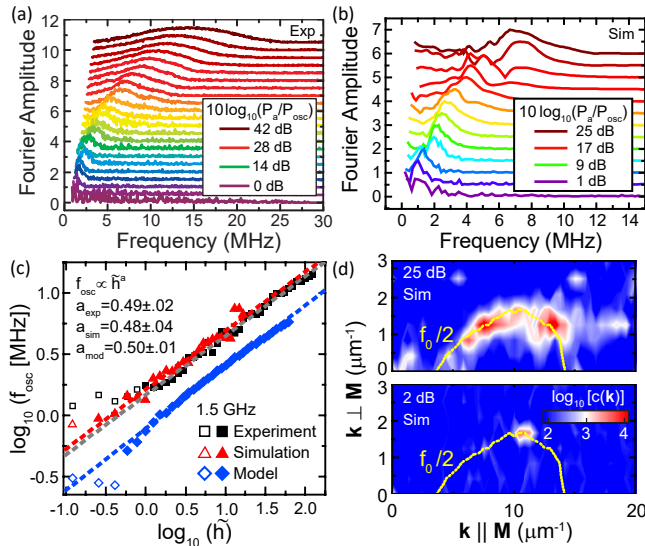 (a)
Exp
Fourier Amplitude
12
10
8
6
4
2
0
10 log10(Pa/Posc)
42 dB
28 dB
14 dB
0 dB
0 5 10 15 20 25 30
Frequency (MHz)
(b)
Sim
Fourier Amplitude
7
6
5
4
3
2
1
0
10 log10(Pa/Posc)
25 dB
17 dB
9 dB
1 dB
0 2 4 6 8 10 12 14
Frequency (MHz)
(c)
log10 (fosc [MHz])
1.0
0.5
0.0
-0.5
fosc ∝ h̃^a
aexp=0.49±.02
asim=0.48±.04
amod=0.50±.01
1.5 GHz
Experiment
Simulation
Model
-1.0 -0.5 0.0 0.5 1.0 1.5 2.0
log10 (h̃)
(d)
k ⊥ M (μm-1)
3
2
1
0
25 dB
Sim
f0/2
3
2
1
0
2 dB
Sim
f0/2
log10 [c(k)]
2 3 4
0 10 20
k || M (μm-1)